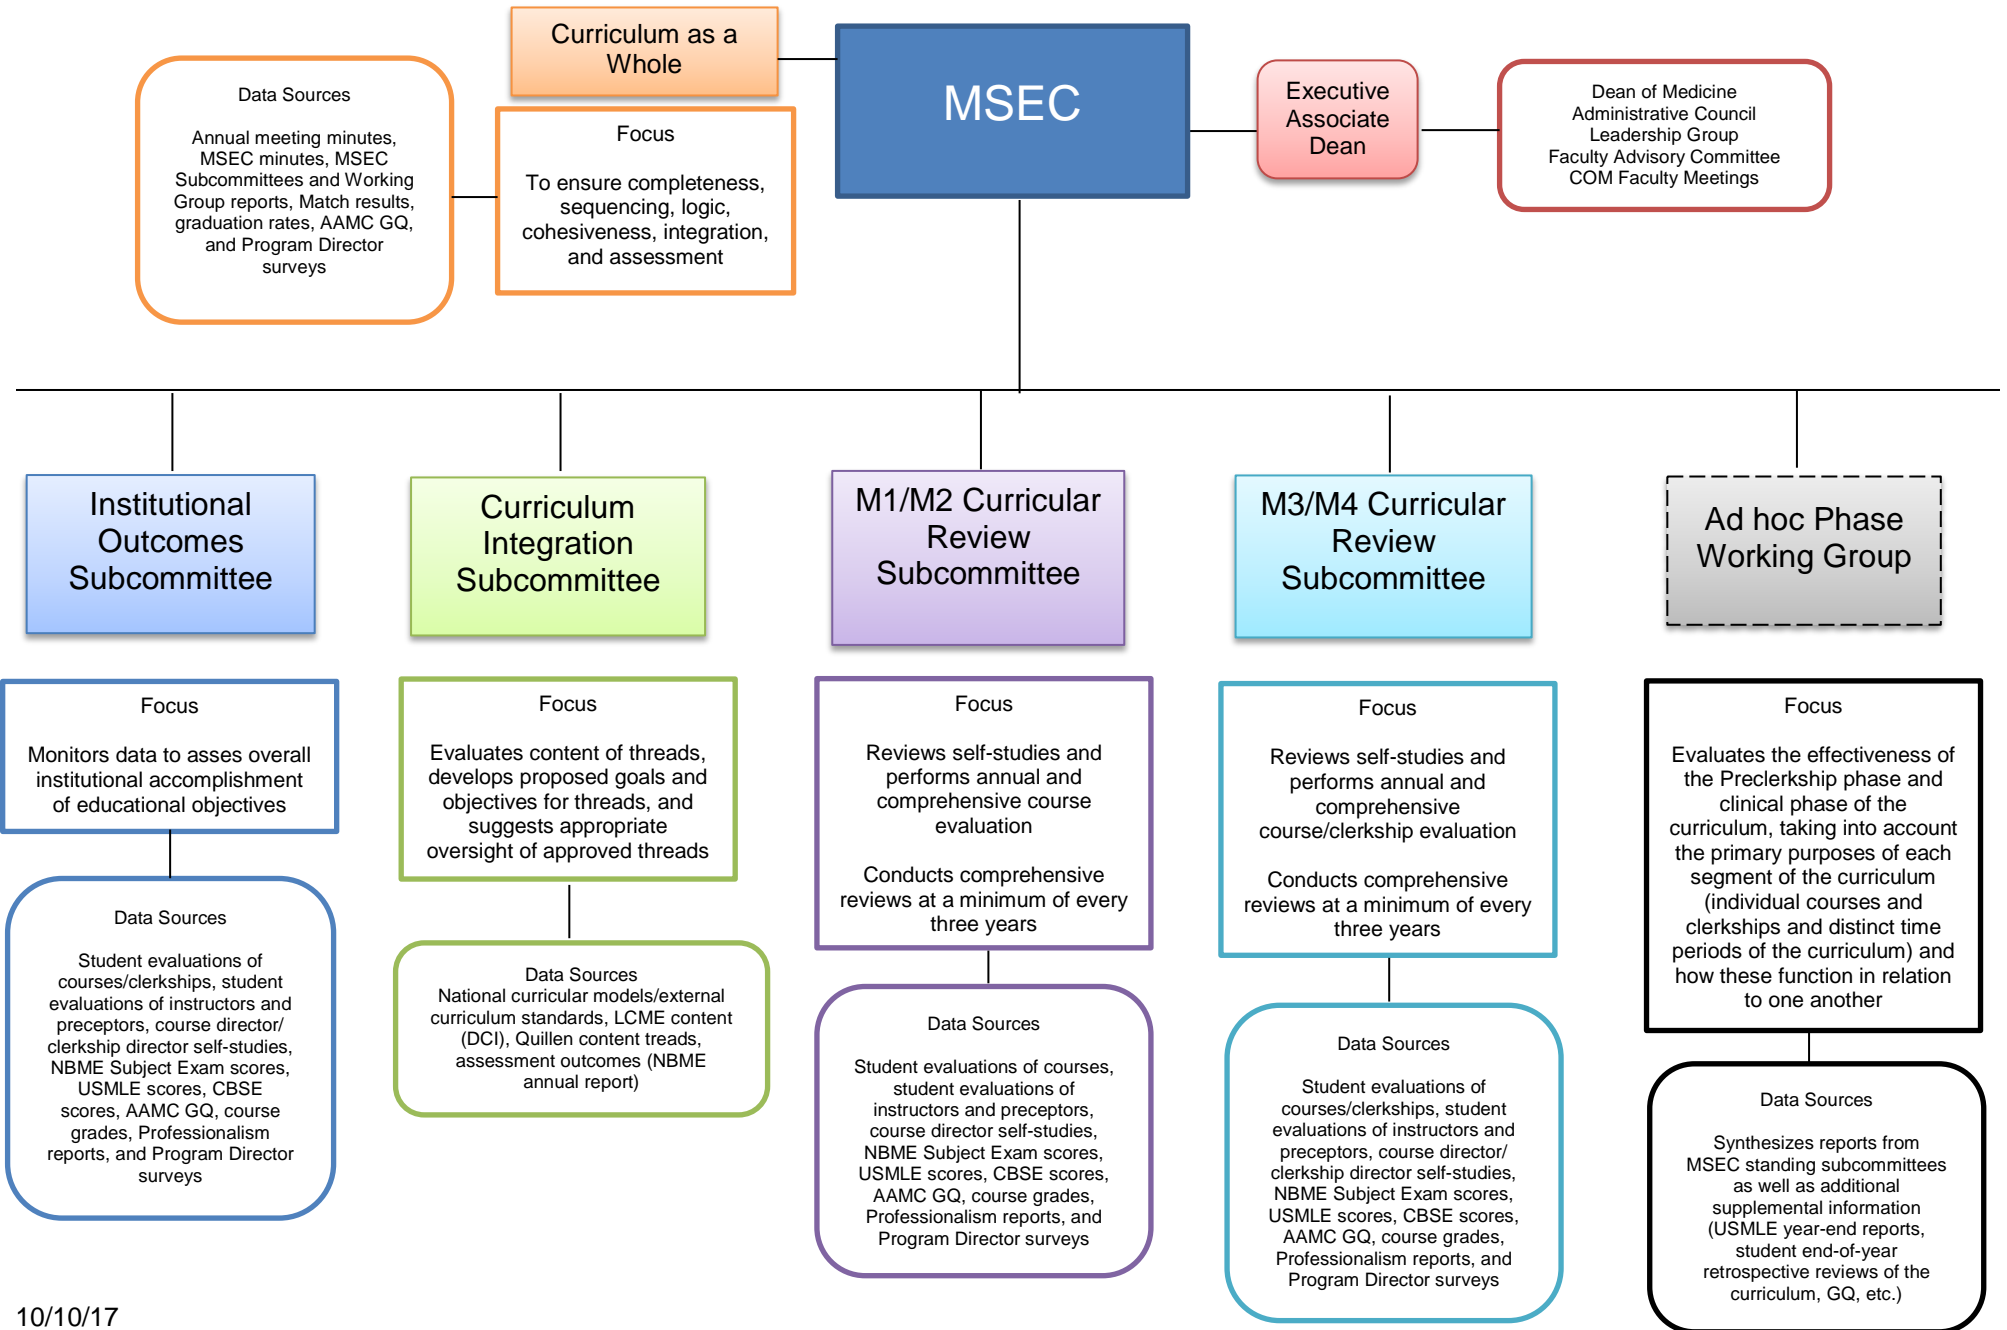 Curriculum as a
Whole
MSEC
Executive
Associate
Dean
Dean of Medicine
Administrative Council
Leadership Group
Faculty Advisory Committee
COM Faculty Meetings
Data Sources
Annual meeting minutes,
MSEC minutes, MSEC
Subcommittees and Working
Group reports, Match results,
graduation rates, AAMC GQ,
and Program Director
surveys
Focus
To ensure completeness,
sequencing, logic,
cohesiveness, integration,
and assessment
Institutional
Outcomes
Subcommittee
Curriculum
Integration
Subcommittee
M1/M2 Curricular
Review
Subcommittee
M3/M4 Curricular
Review
Subcommittee
Ad hoc Phase
Working Group
Focus
Monitors data to asses overall
institutional accomplishment
of educational objectives
Focus
Evaluates content of threads,
develops proposed goals and
objectives for threads, and
suggests appropriate
oversight of approved threads
Focus
Reviews self-studies and
performs annual and
comprehensive course
evaluation
Conducts comprehensive
reviews at a minimum of every
three years
Focus
Reviews self-studies and
performs annual and
comprehensive
course/clerkship evaluation
Conducts comprehensive
reviews at a minimum of every
three years
Focus
Evaluates the effectiveness of
the Preclerkship phase and
clinical phase of the
curriculum, taking into account
the primary purposes of each
segment of the curriculum
(individual courses and
clerkships and distinct time
periods of the curriculum) and
how these function in relation
to one another
Data Sources
Student evaluations of
courses/clerkships, student
evaluations of instructors and
preceptors, course director/
clerkship director self-studies,
NBME Subject Exam scores,
USMLE scores, CBSE
scores, AAMC GQ, course
grades, Professionalism
reports, and Program Director
surveys
Data Sources
National curricular models/external
curriculum standards, LCME content
(DCI), Quillen content treads,
assessment outcomes (NBME
annual report)
Data Sources
Student evaluations of courses,
student evaluations of
instructors and preceptors,
course director self-studies,
NBME Subject Exam scores,
USMLE scores, CBSE scores,
AAMC GQ, course grades,
Professionalism reports, and
Program Director surveys
Data Sources
Student evaluations of
courses/clerkships, student
evaluations of instructors and
preceptors, course director/
clerkship director self-studies,
NBME Subject Exam scores,
USMLE scores, CBSE scores,
AAMC GQ, course grades,
Professionalism reports, and
Program Director surveys
Data Sources
Synthesizes reports from
MSEC standing subcommittees
as well as additional
supplemental information
(USMLE year-end reports,
student end-of-year
retrospective reviews of the
curriculum, GQ, etc.)
10/10/17